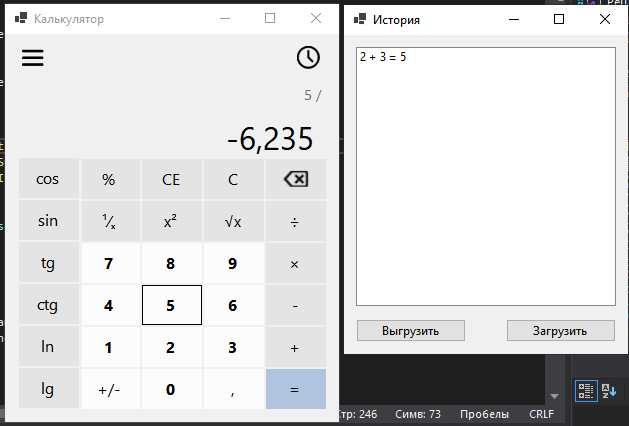 Калькулятор
5 /
-6,235
cos % CE C
sin ¹⁄ₓ x² √x ÷
tg 7 8 9 ×
ctg 4 5 6 -
ln 1 2 3 +
lg +/- 0 , =
История
2 + 3 = 5
Выгрузить Загрузить
Стр: 246 Симв: 73 Пробелы CRLF